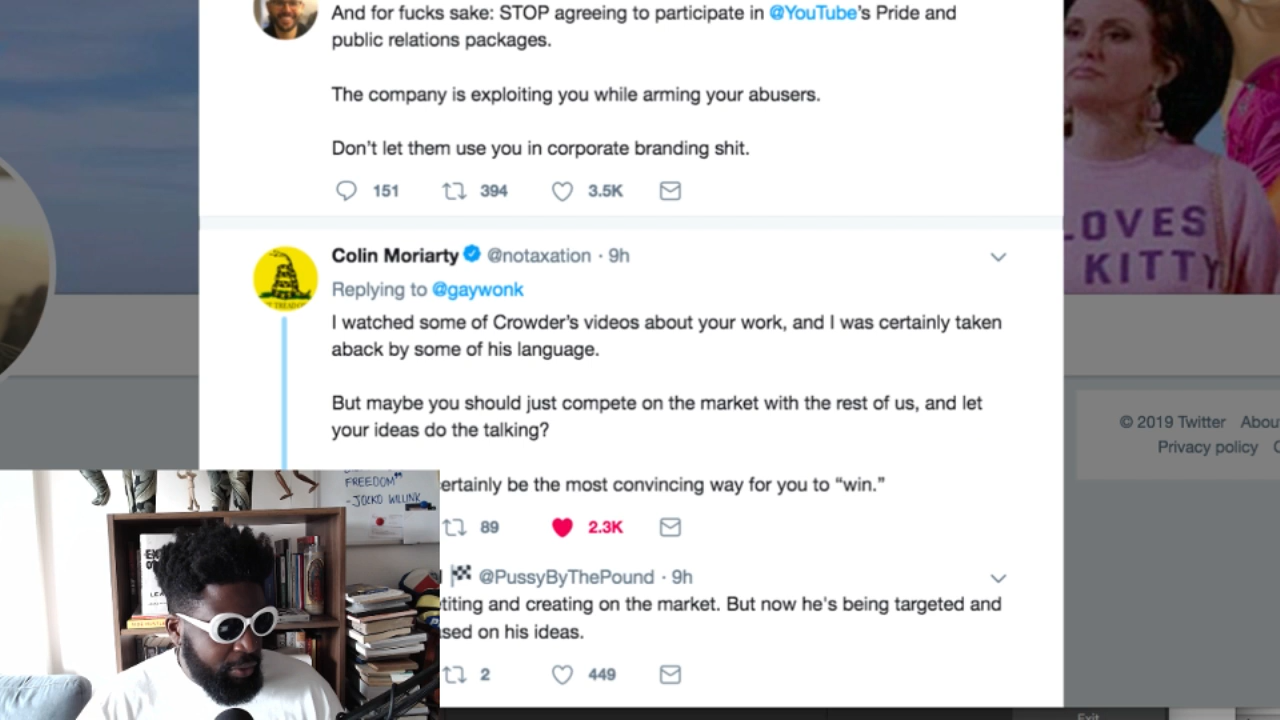 And for fucks sake: STOP agreeing to participate in @YouTube's Pride and
public relations packages.
The company is exploiting you while arming your abusers.
Don't let them use you in corporate branding shit.
151 394 3.5K
Colin Moriarty @notaxation · 9h
Replying to @gaywonk
I watched some of Crowder's videos about your work, and I was certainly taken
aback by some of his language.
But maybe you should just compete on the market with the rest of us, and let
your ideas do the talking?
ertainly be the most convincing way for you to “win.”
89 2.3K
@PussyByThePound · 9h
titing and creating on the market. But now he's being targeted and
sed on his ideas.
2 449
LOVES
KITTY
© 2019 Twitter Abou
Privacy policy C
FREEDOM"
-JOCKO WILLINK
Exit